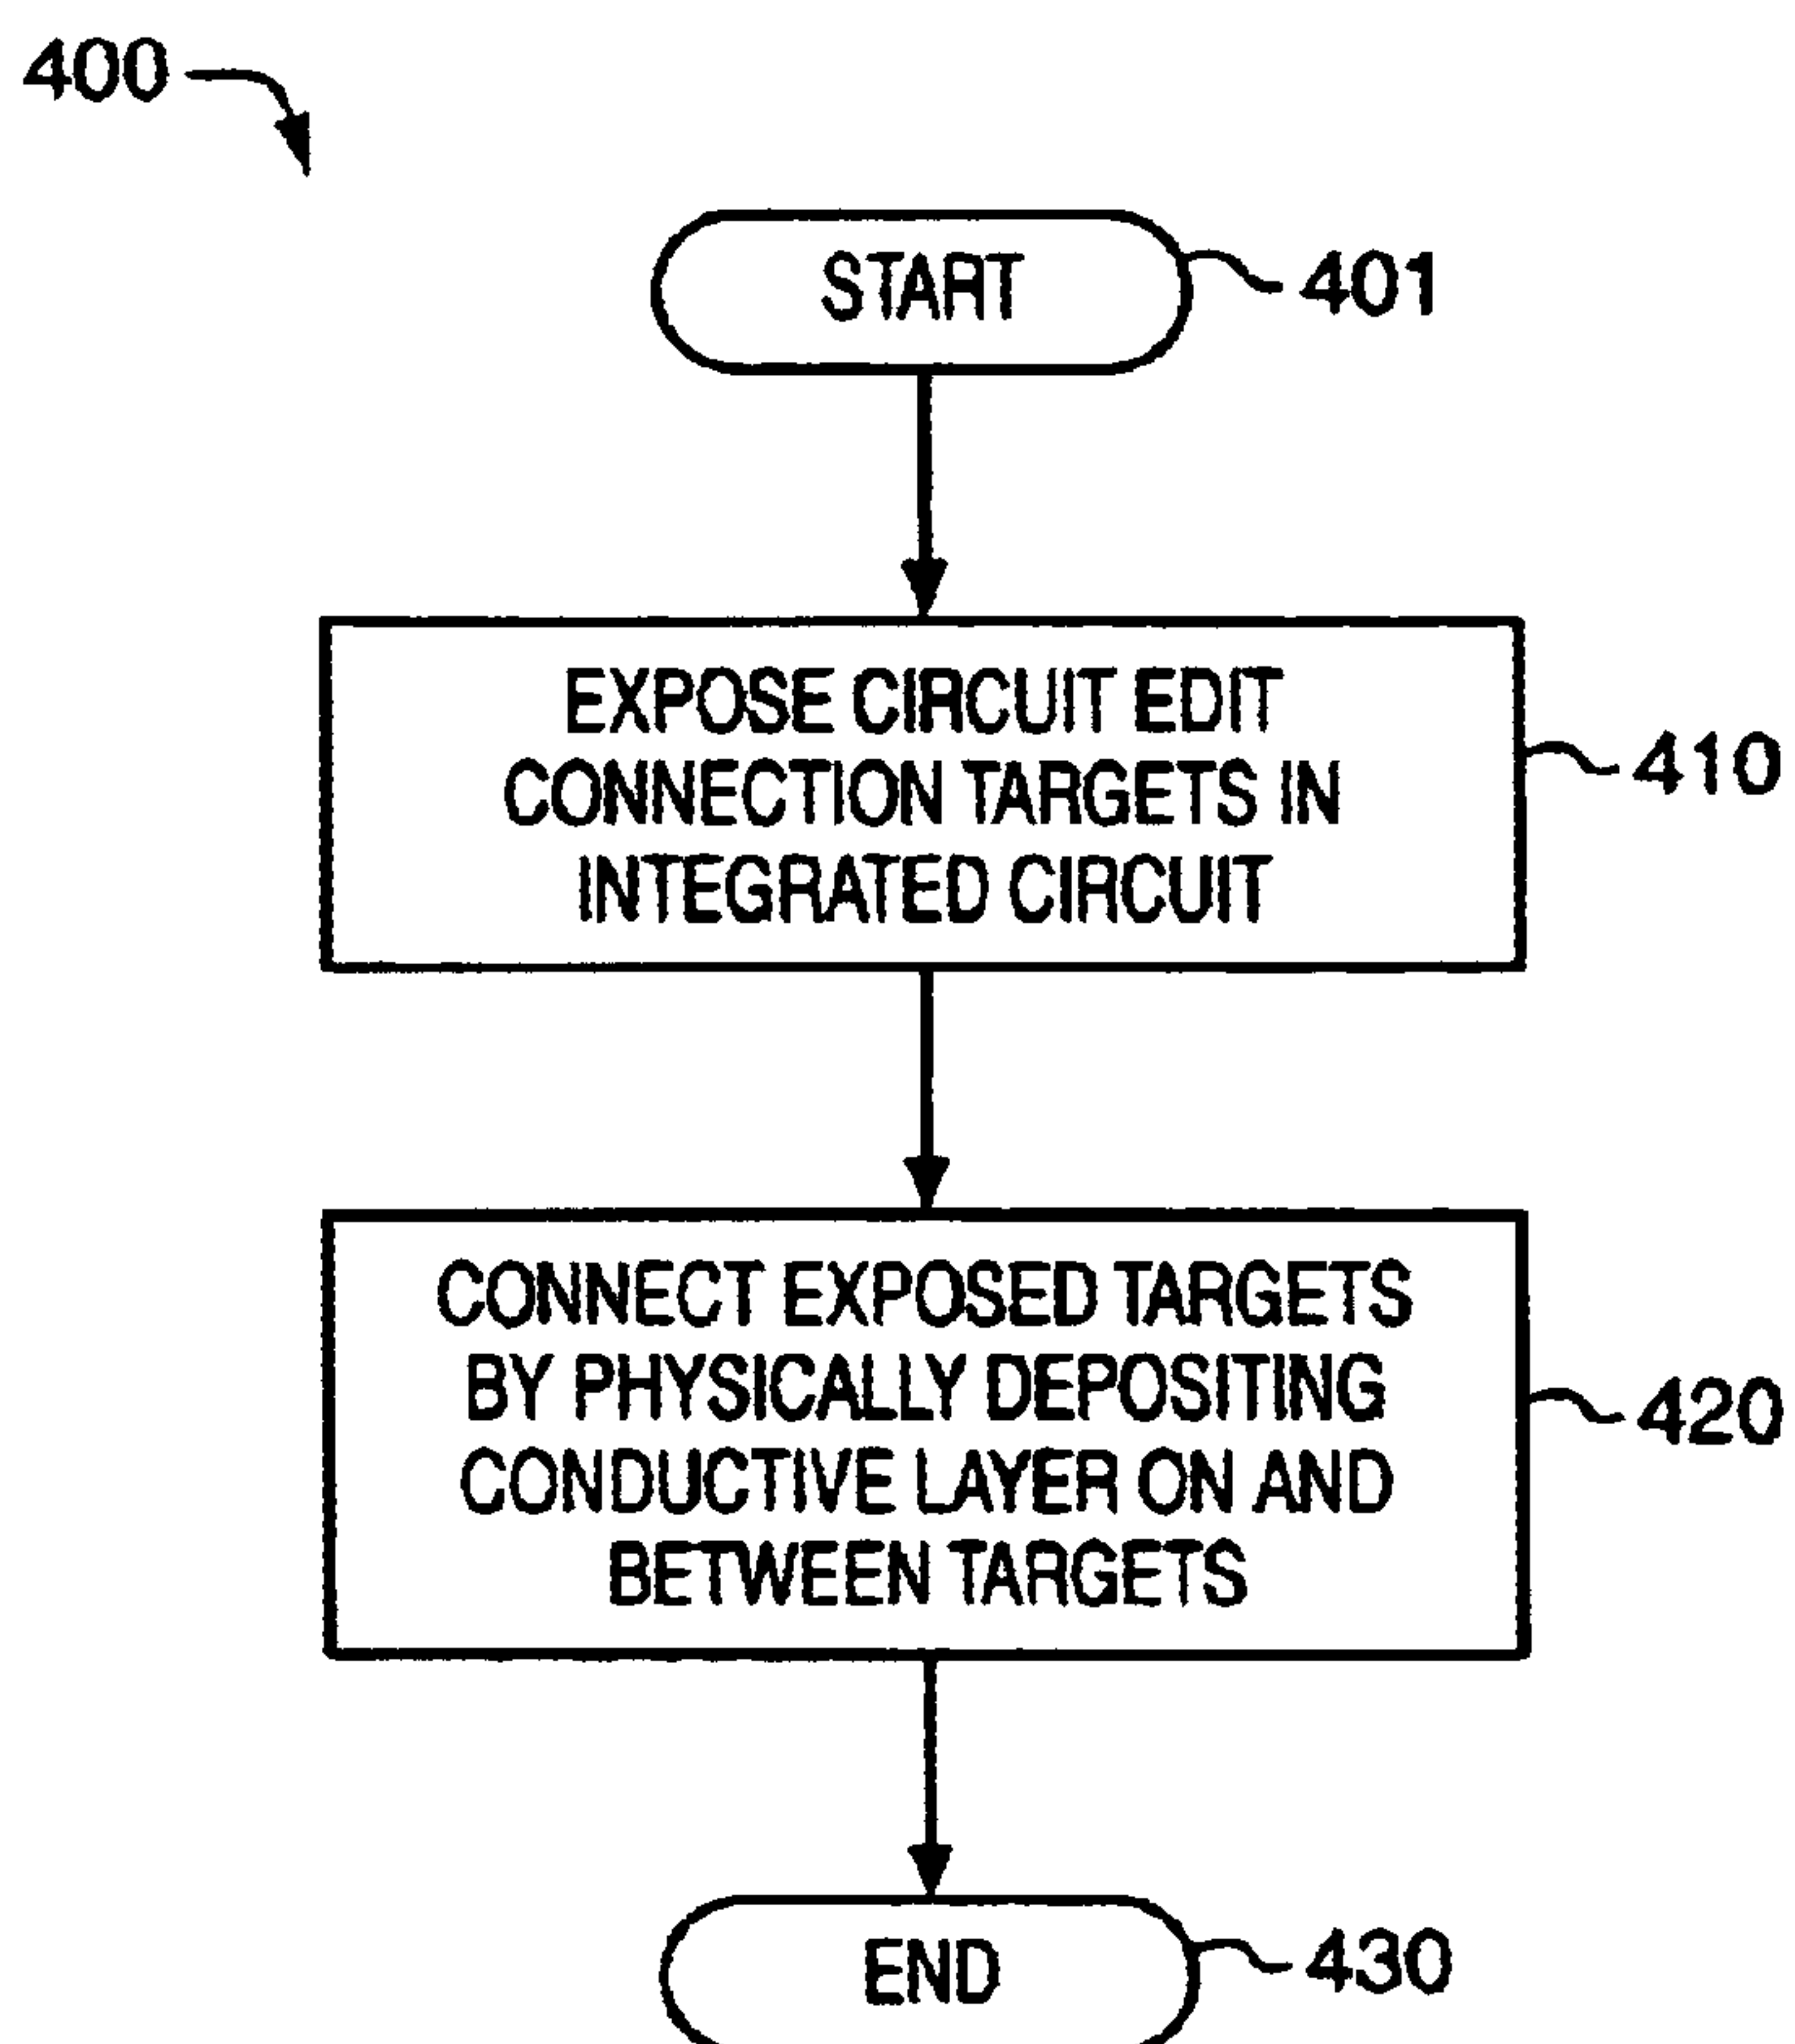 400
START
401
EXPOSE CIRCUIT EDIT
CONNECTION TARGETS IN
INTEGRATED CIRCUIT
410
CONNECT EXPOSED TARGETS
BY PHYSICALLY DEPOSITING
CONDUCTIVE LAYER ON AND
BETWEEN TARGETS
420
END
430